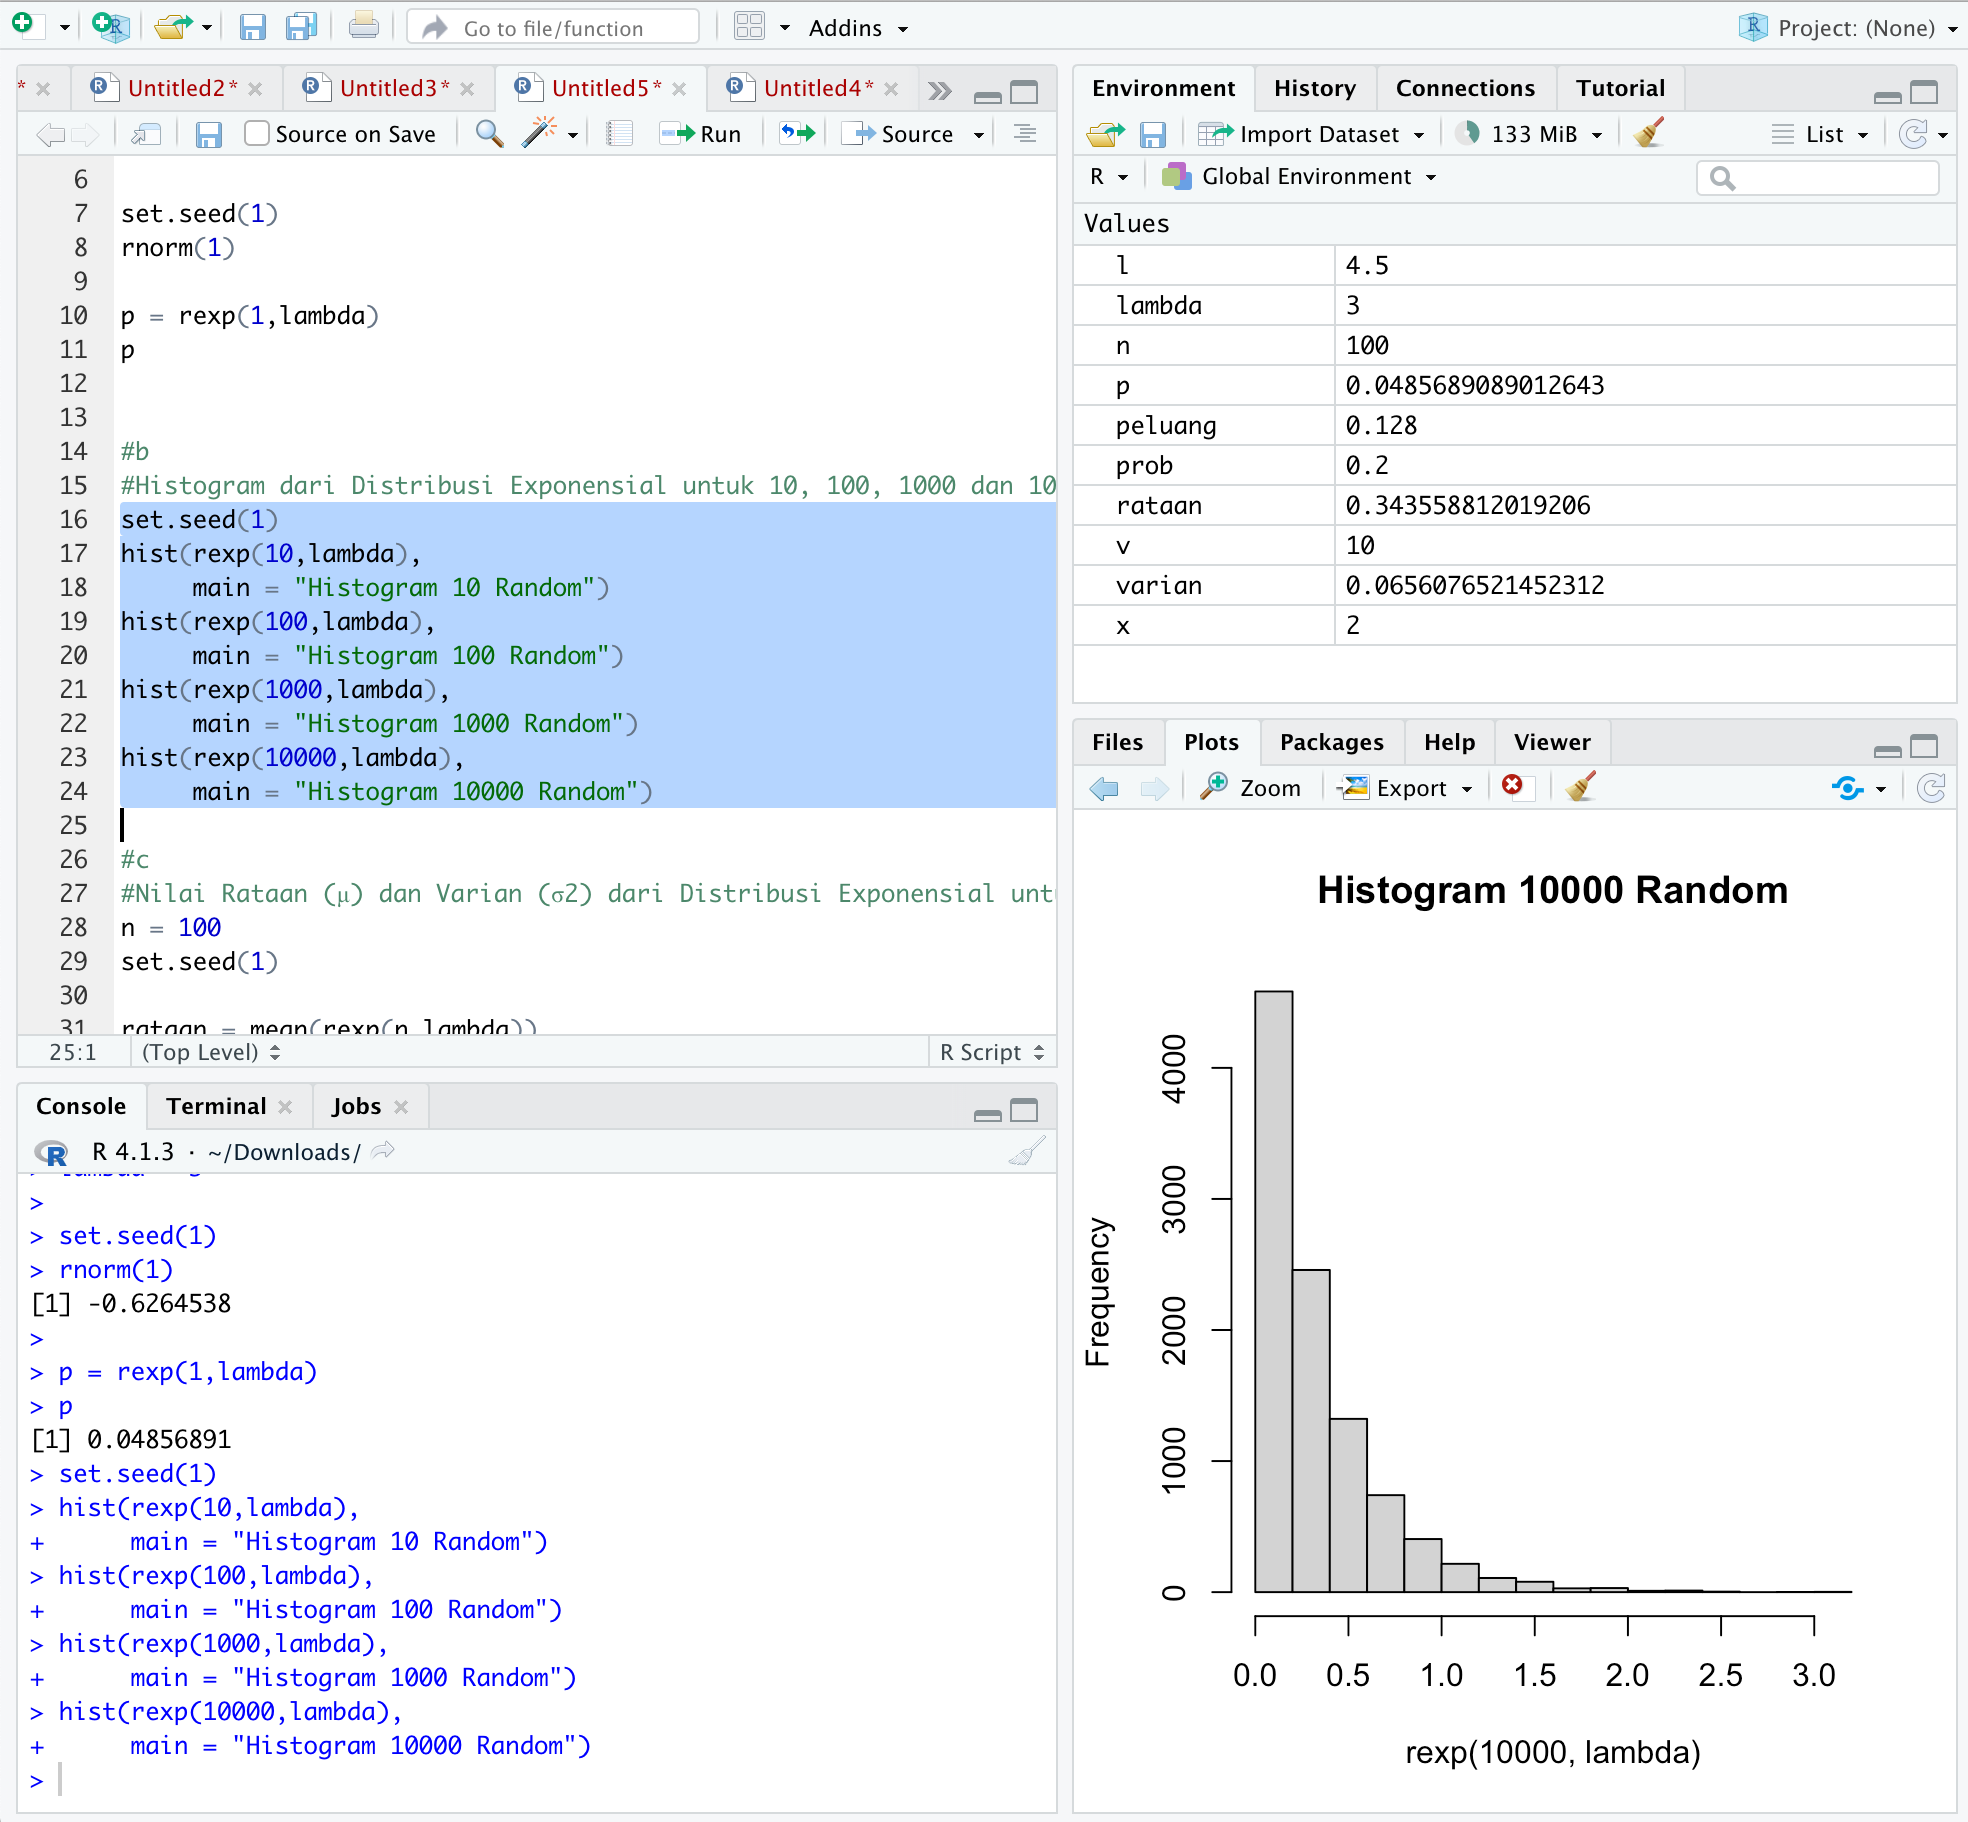 Go to file/function
Addins
Project: (None)
*
Untitled2*
Untitled3*
Untitled5*
Untitled4*
Source on Save
Run
Source
6
7 set.seed(1)
8 rnorm(1)
9
10 p = rexp(1,lambda)
11 p
12
13
14 #b
15 #Histogram dari Distribusi Exponensial untuk 10, 100, 1000 dan 10
16 set.seed(1)
17 hist(rexp(10,lambda),
18 main = "Histogram 10 Random")
19 hist(rexp(100,lambda),
20 main = "Histogram 100 Random")
21 hist(rexp(1000,lambda),
22 main = "Histogram 1000 Random")
23 hist(rexp(10000,lambda),
24 main = "Histogram 10000 Random")
25
26 #c
27 #Nilai Rataan (μ) dan Varian (σ2) dari Distribusi Exponensial unt
28 n = 100
29 set.seed(1)
30
31 rataan = mean(rexp(n,lambda))
25:1 (Top Level) R Script
Console Terminal Jobs
R 4.1.3 · ~/Downloads/
>
> set.seed(1)
> rnorm(1)
[1] -0.6264538
>
> p = rexp(1,lambda)
> p
[1] 0.04856891
> set.seed(1)
> hist(rexp(10,lambda),
+ main = "Histogram 10 Random")
> hist(rexp(100,lambda),
+ main = "Histogram 100 Random")
> hist(rexp(1000,lambda),
+ main = "Histogram 1000 Random")
> hist(rexp(10000,lambda),
+ main = "Histogram 10000 Random")
>
Environment History Connections Tutorial
Import Dataset 133 MiB List
R Global Environment
Values
l 4.5
lambda 3
n 100
p 0.0485689089012643
peluang 0.128
prob 0.2
rataan 0.343558812019206
v 10
varian 0.0656076521452312
x 2
Files Plots Packages Help Viewer
Zoom Export
Histogram 10000 Random
Frequency
4000
3000
2000
1000
0
0.0 0.5 1.0 1.5 2.0 2.5 3.0
rexp(10000, lambda)